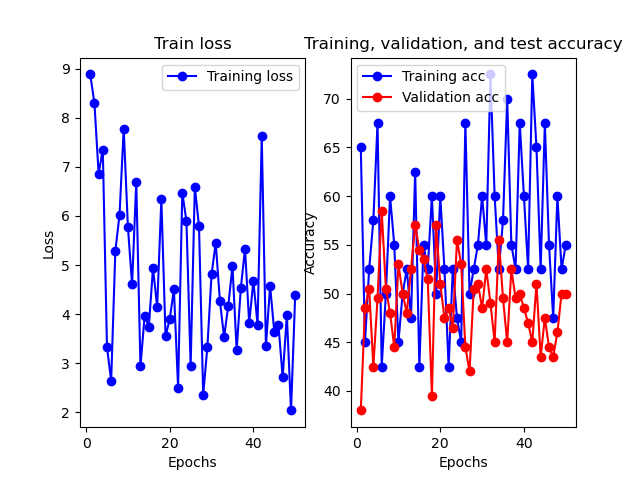 Train loss
Training, validation, and test accuracy
Training loss
Training acc
Validation acc
9
8
7
6
5
4
3
2
Loss
0
20
40
Epochs
70
65
60
55
50
45
40
Accuracy
0
20
40
Epochs